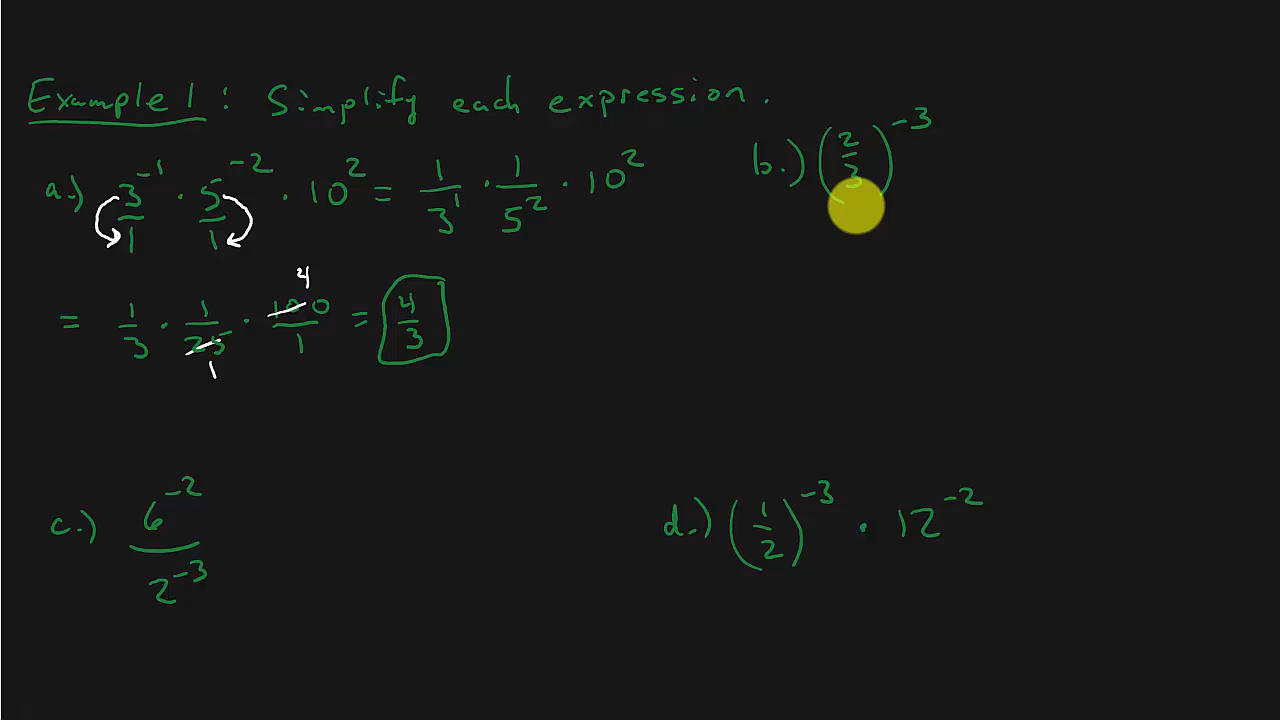 Example 1 : Simplify each expression.
a.) 3^-1/1 · 5^-2/1 · 10^2 = 1/3^1 · 1/5^2 · 10^2
= 1/3 · 1/25 · 100/1 = 4/3
4
1
b.) (2/3)^-3
c.) 6^-2/2^-3
d.) (1/2)^-3 · 12^-2